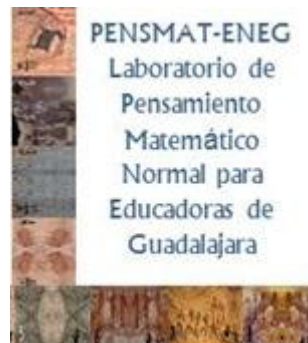 PENSMAT-ENEG
Laboratorio de
Pensamiento
Matemático
Normal para
Educadoras de
Guadalajara